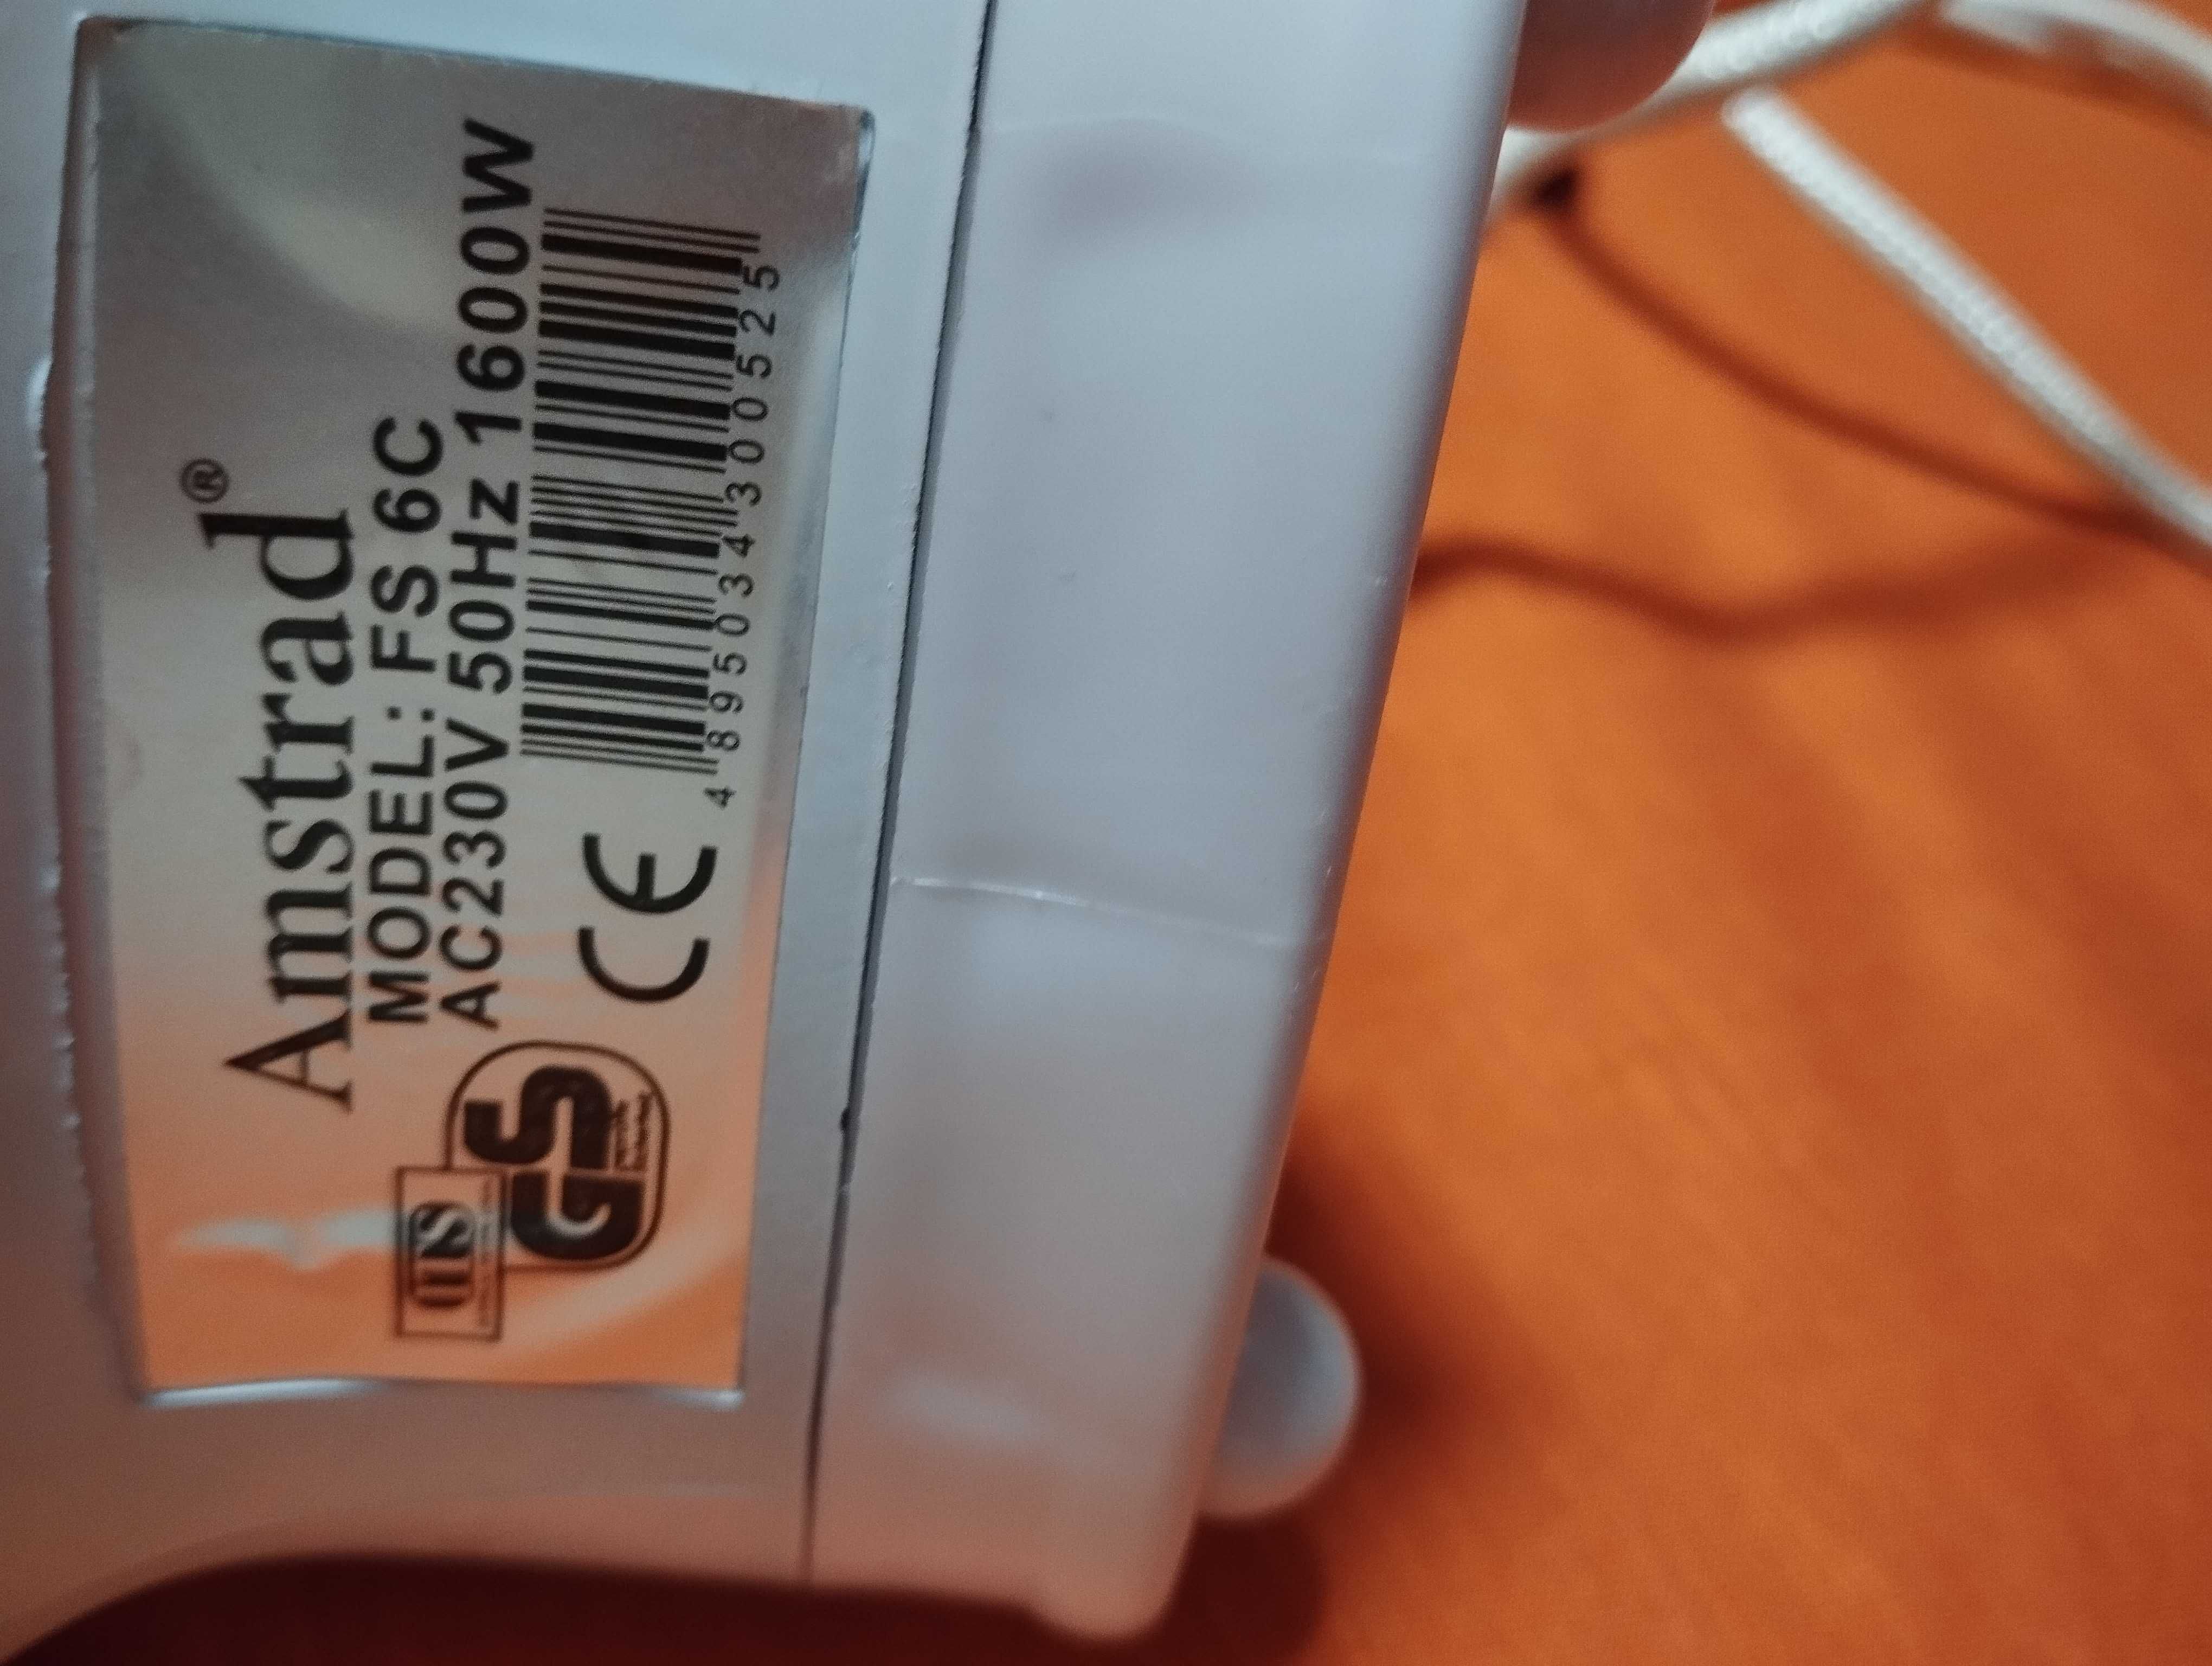 Amstrad®
MODEL: FS 6C
AC230V 50Hz 1600W
GS
CE
4 895034 300525